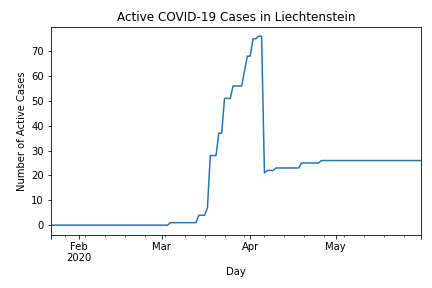 Active COVID-19 Cases in Liechtenstein
Number of Active Cases
70
60
50
40
30
20
10
0
Feb Mar Apr May
2020
Day